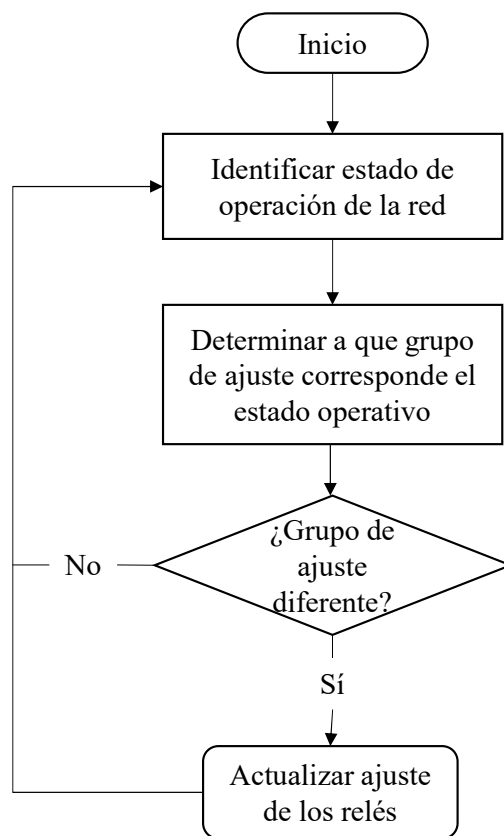 Inicio
Identificar estado de
operación de la red
Determinar a que grupo
de ajuste corresponde el
estado operativo
¿Grupo de
ajuste
diferente?
No
Sí
Actualizar ajuste
de los relés